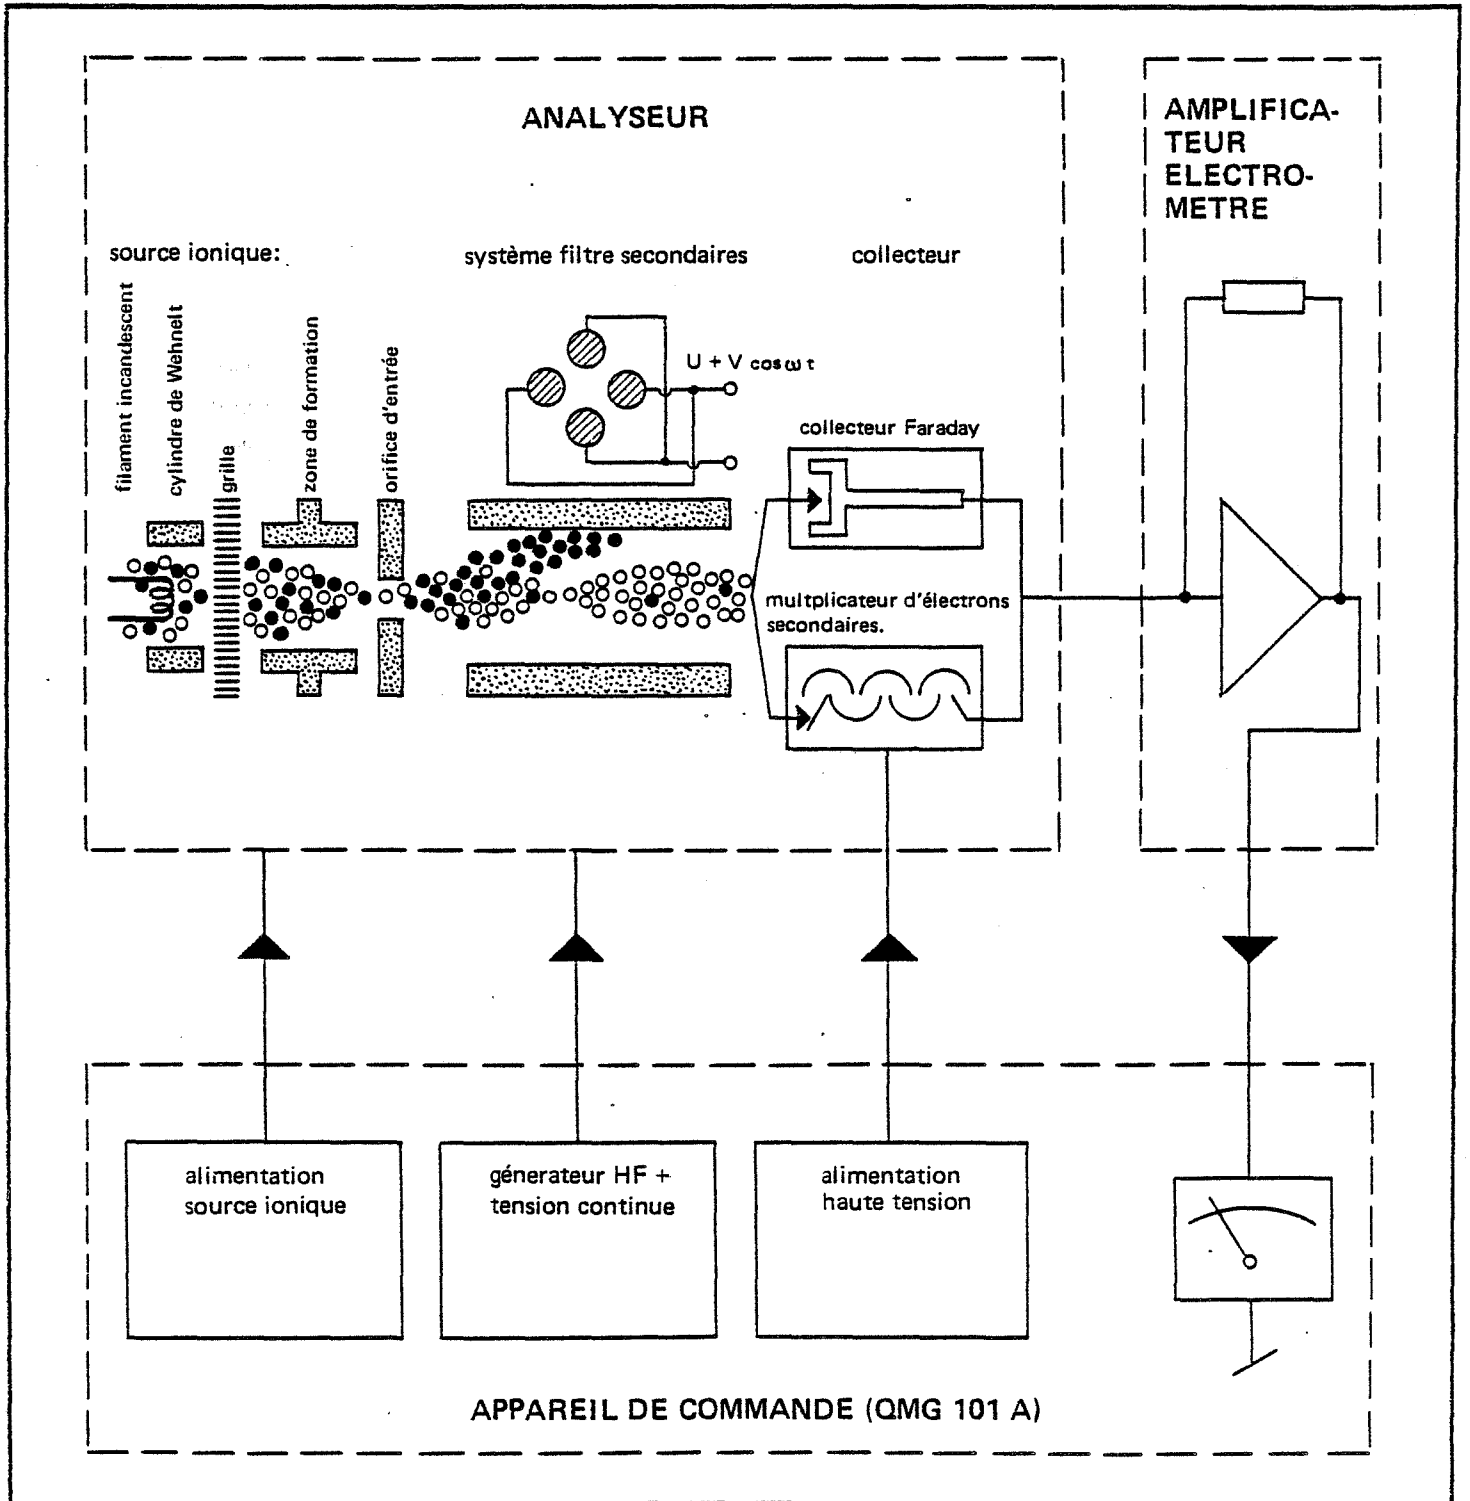 ANALYSEUR
AMPLIFICA-
TEUR
ELECTRO-
METRE
source ionique:
système filtre secondaires
collecteur
filament incandescent
cylindre de Wehnelt
grille
zone de formation
orifice d'entrée
U + V cos ω t
collecteur Faraday
multplicateur d'électrons
secondaires.
alimentation
source ionique
génerateur HF +
tension continue
alimentation
haute tension
APPAREIL DE COMMANDE (QMG 101 A)